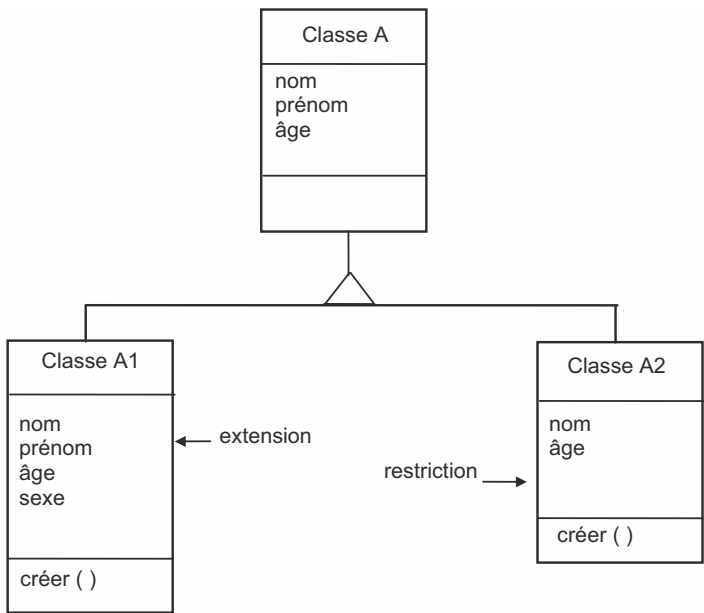 Classe A
nom
prénom
âge
Classe A1
nom
prénom
âge
sexe
créer ( )
extension
restriction
Classe A2
nom
âge
créer ( )